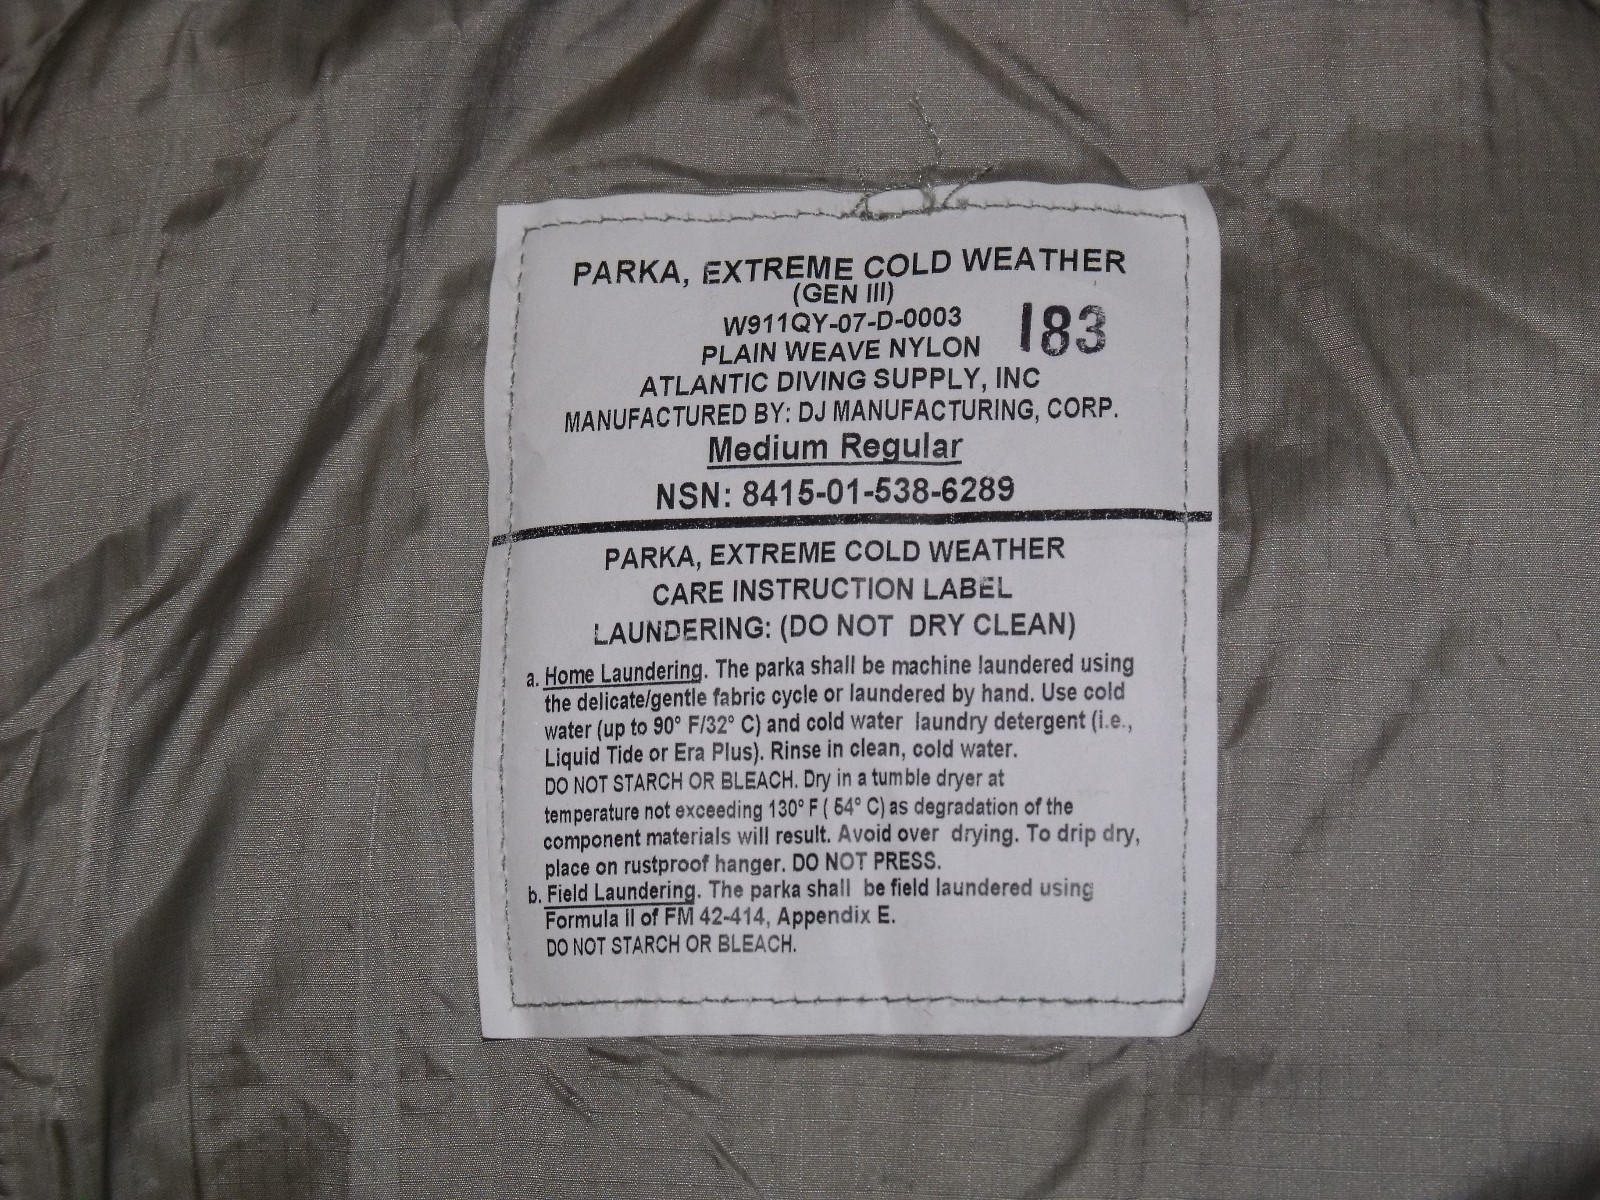 PARKA, EXTREME COLD WEATHER
(GEN III)
W911QY-07-D-0003
183
PLAIN WEAVE NYLON
ATLANTIC DIVING SUPPLY, INC
MANUFACTURED BY: DJ MANUFACTURING, CORP.
Medium Regular
NSN: 8415-01-538-6289
PARKA, EXTREME COLD WEATHER
CARE INSTRUCTION LABEL
LAUNDERING: (DO NOT DRY CLEAN)
a. Home Laundering. The parka shall be machine laundered using
the delicate/gentle fabric cycle or laundered by hand. Use cold
water (up to 90° F/32° C) and cold water laundry detergent (i.e.,
Liquid Tide or Era Plus). Rinse in clean, cold water.
DO NOT STARCH OR BLEACH. Dry in a tumble dryer at
temperature not exceeding 130° F ( 54° C) as degradation of the
component materials will result. Avoid over drying. To drip dry,
place on rustproof hanger. DO NOT PRESS.
b. Field Laundering. The parka shall be field laundered using
Formula II of FM 42-414, Appendix E.
DO NOT STARCH OR BLEACH.